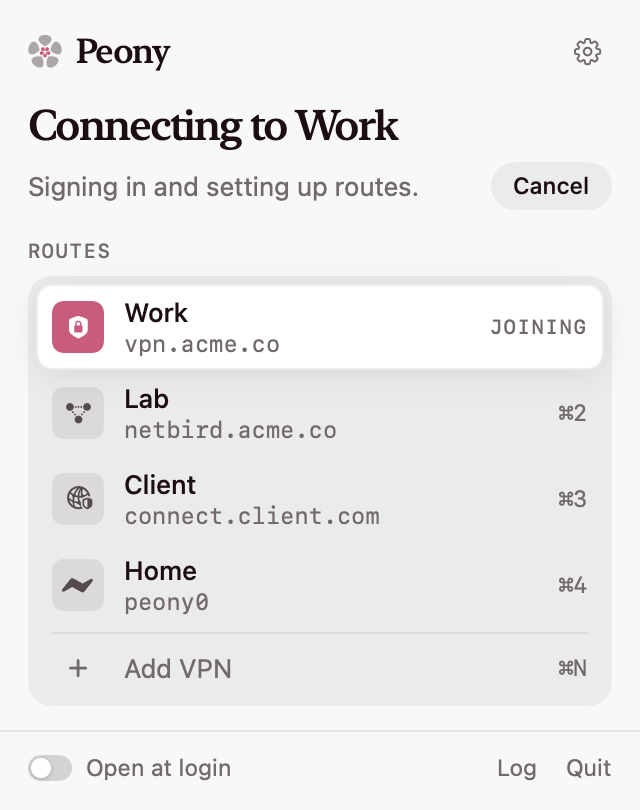 Peony
Connecting to Work
Signing in and setting up routes.
Cancel
ROUTES
Work
vpn.acme.co
JOINING
Lab
netbird.acme.co
⌘2
Client
connect.client.com
⌘3
Home
peony0
⌘4
+ Add VPN
⌘N
Open at login
Log
Quit